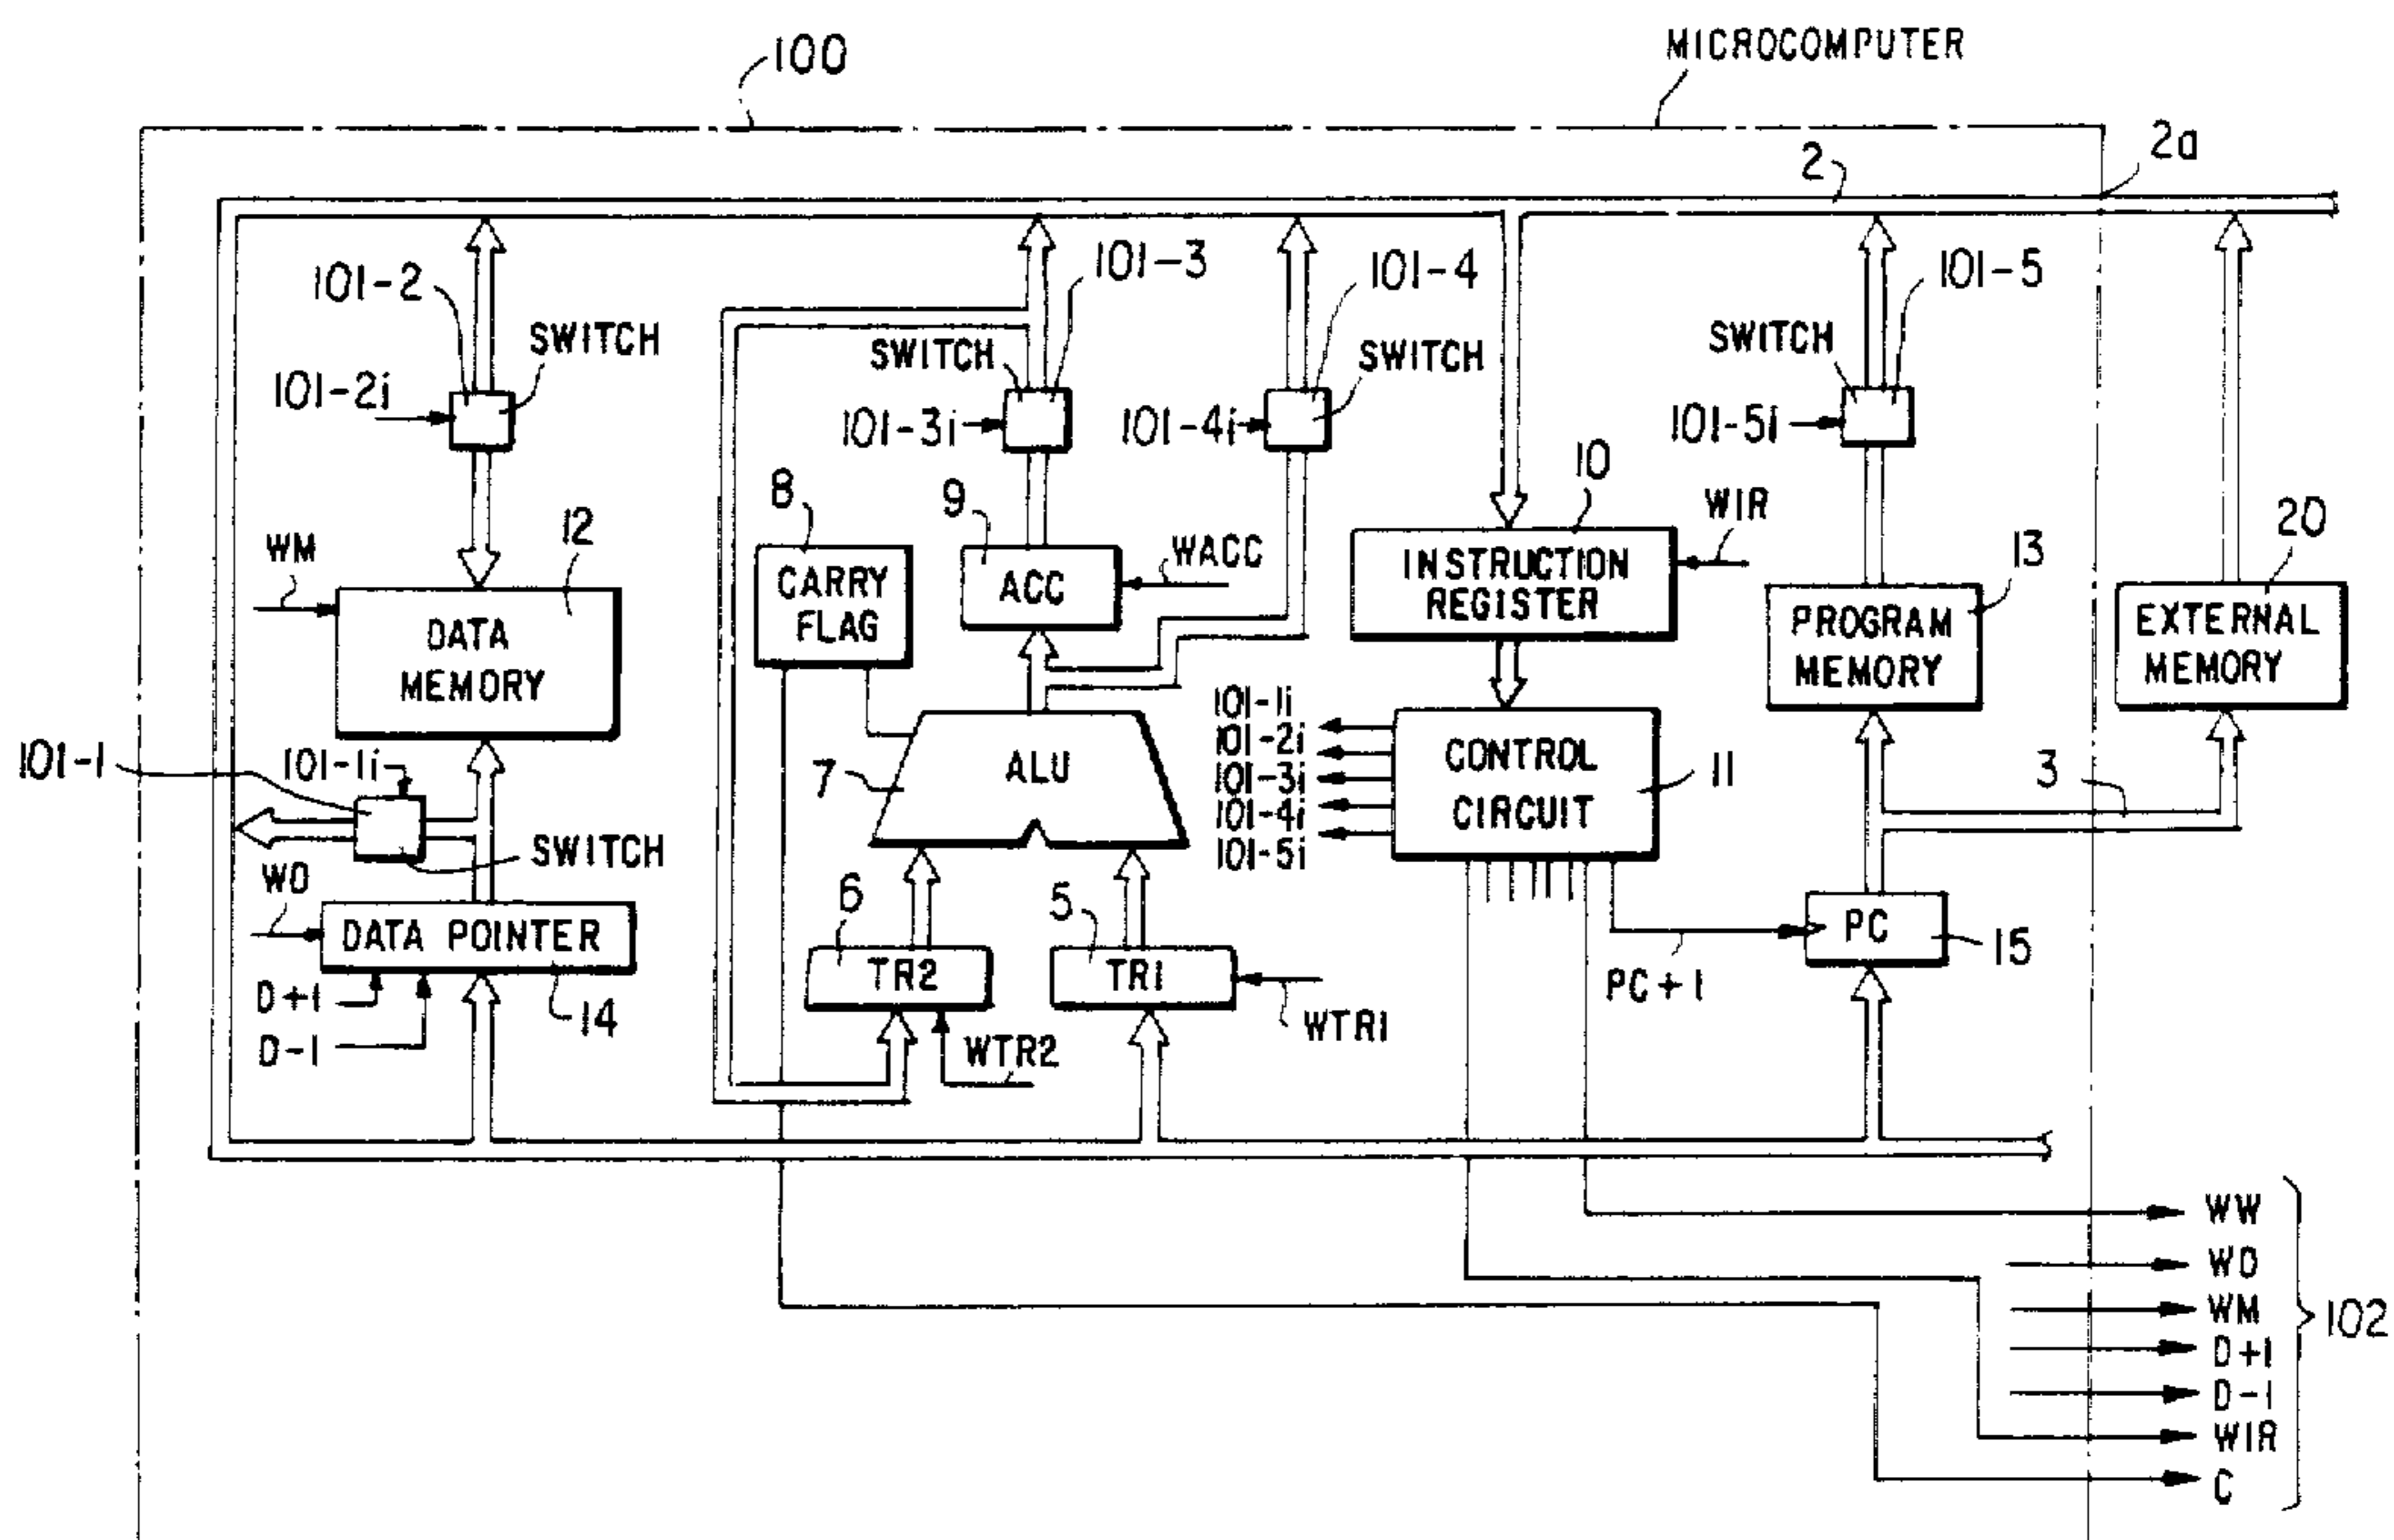 100
MICROCOMPUTER
2
2a
101-2
SWITCH
101-2i
101-3
SWITCH
101-3i
101-4
SWITCH
101-4i
101-5
SWITCH
101-5i
WM
12
DATA
MEMORY
8
CARRY
FLAG
9
ACC
WACC
10
INSTRUCTION
REGISTER
WIR
13
PROGRAM
MEMORY
20
EXTERNAL
MEMORY
101-1
101-1i
SWITCH
7
ALU
101-1i
101-2i
101-3i
101-4i
101-5i
CONTROL
CIRCUIT
11
3
WD
DATA POINTER
14
D+1
D-1
6
TR2
WTR2
5
TR1
WTR1
PC+1
PC
15
WW
WD
WM
D+1
D-1
WIR
C
102